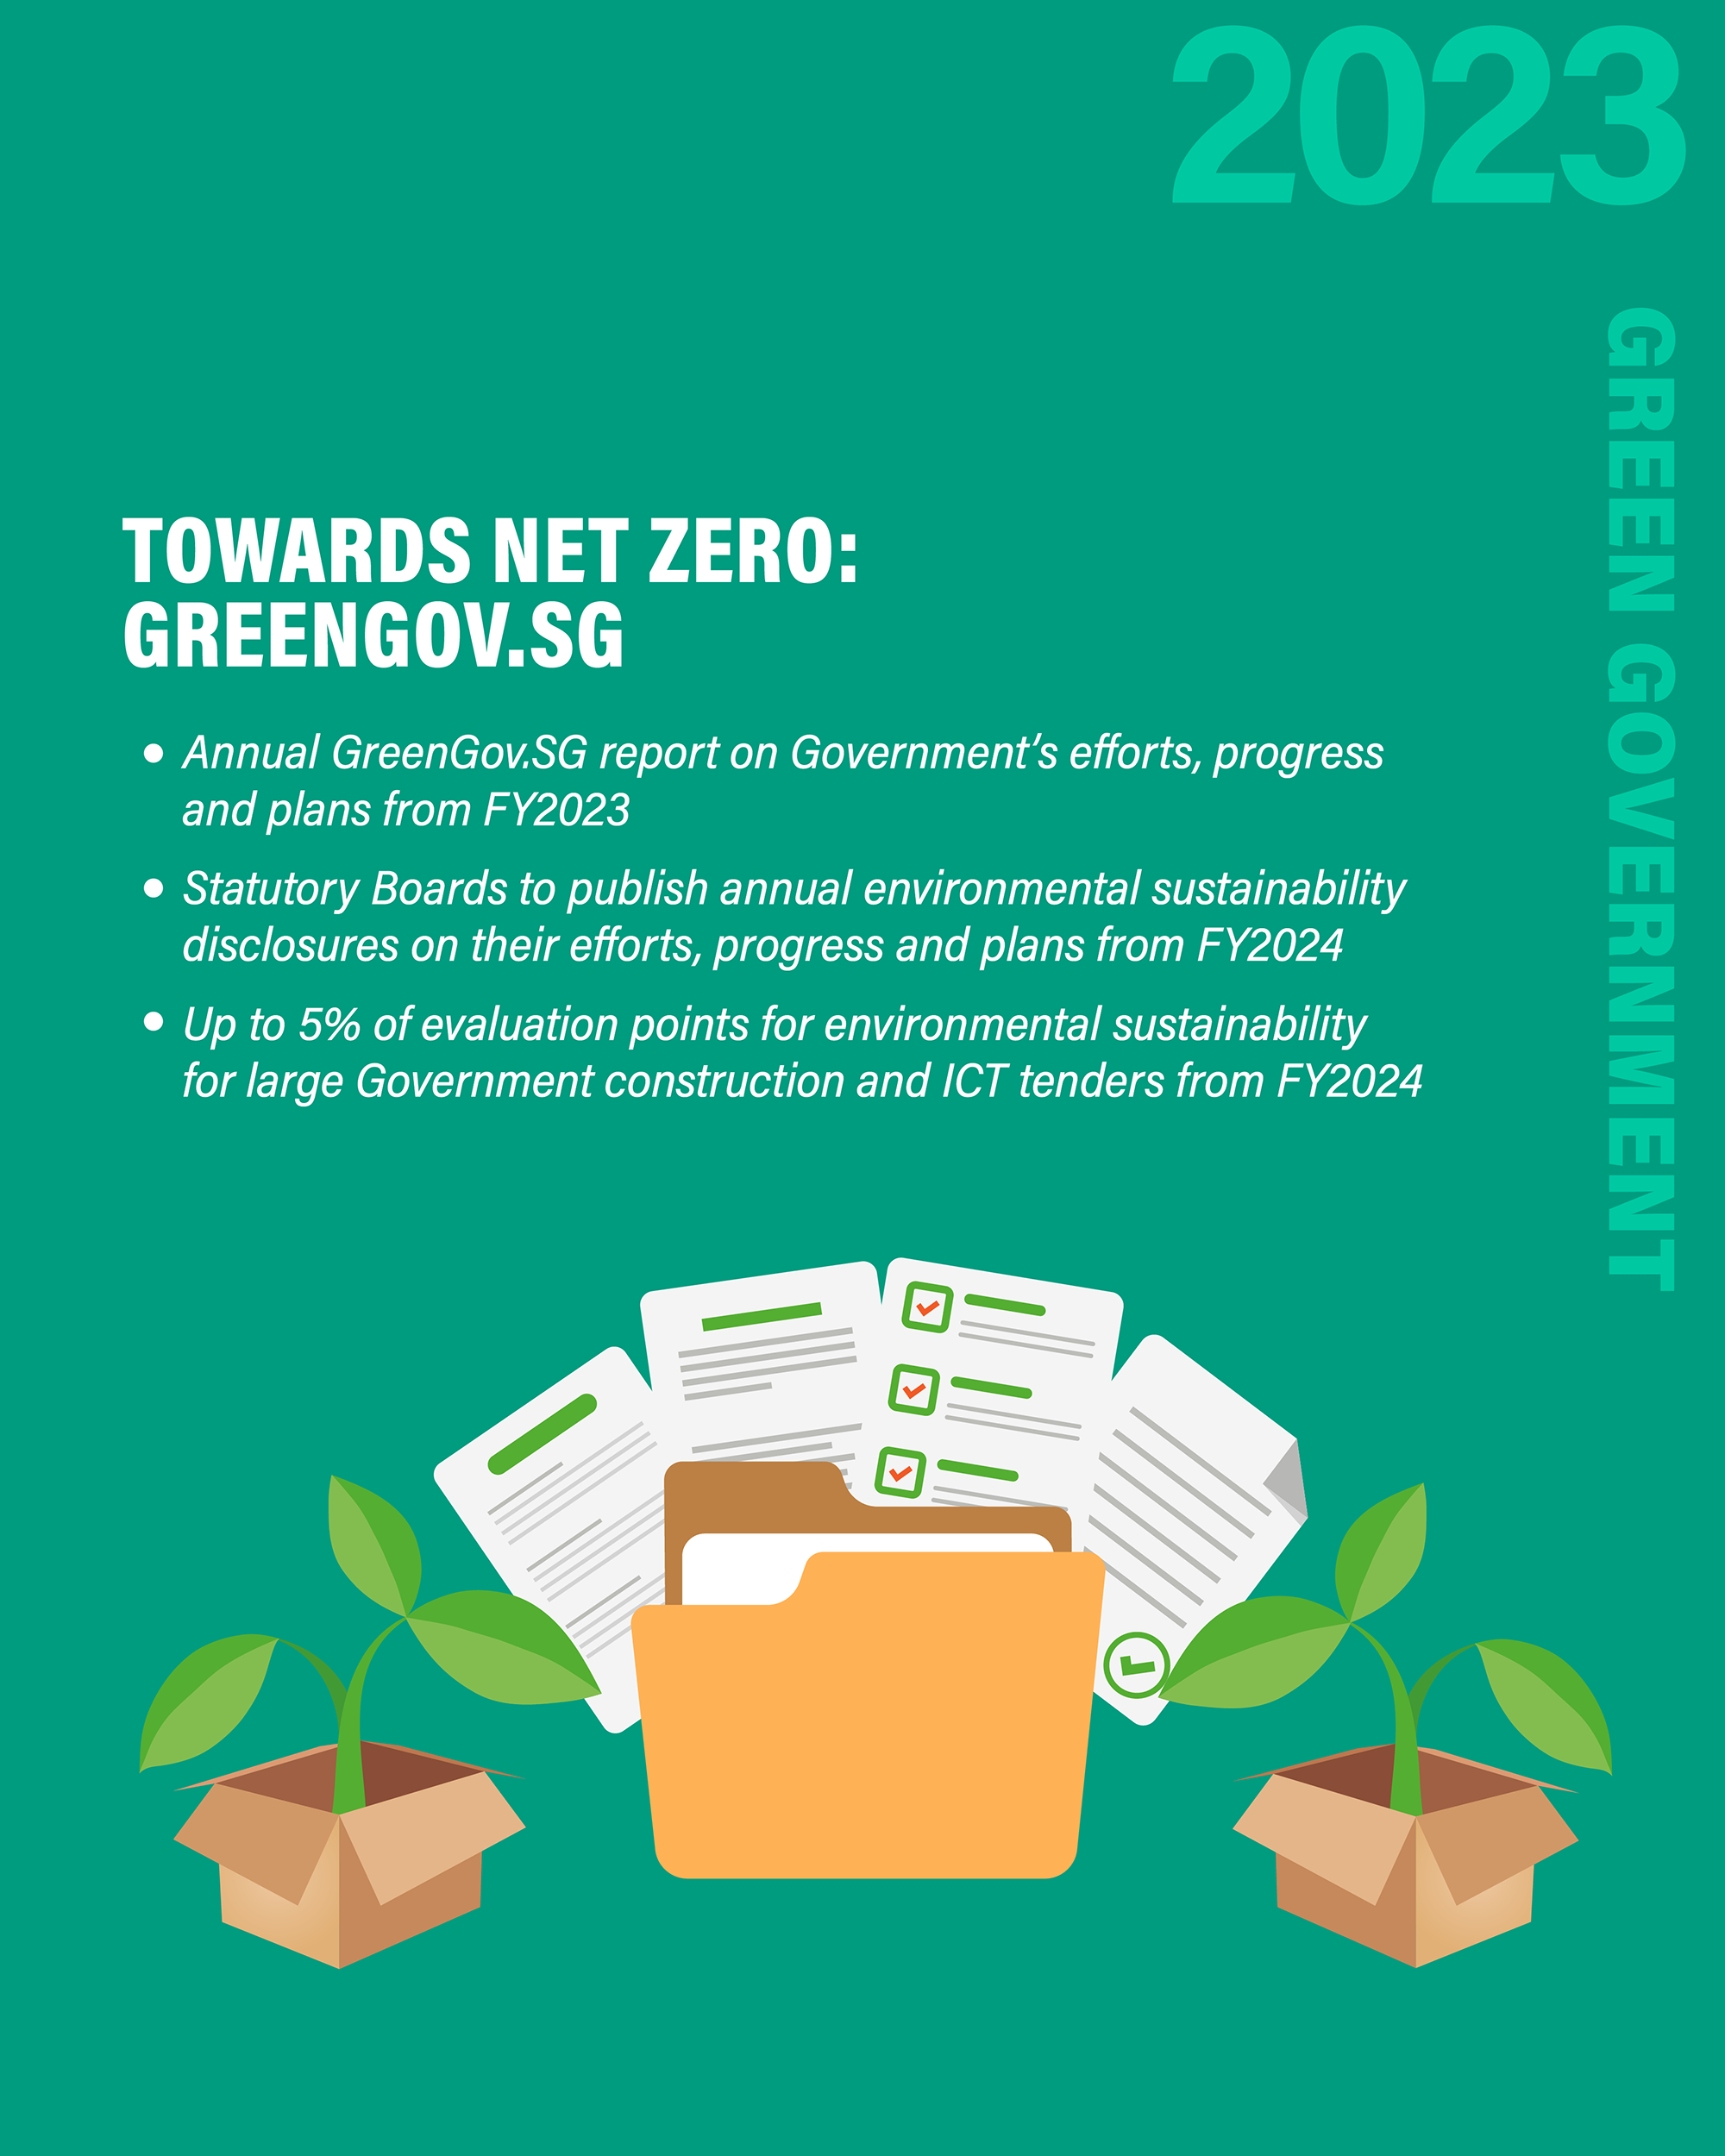 2023
GREEN GOVERNMENT
TOWARDS NET ZERO:
GREENGOV.SG
• Annual GreenGov.SG report on Government’s efforts, progress
and plans from FY2023
• Statutory Boards to publish annual environmental sustainability
disclosures on their efforts, progress and plans from FY2024
• Up to 5% of evaluation points for environmental sustainability
for large Government construction and ICT tenders from FY2024